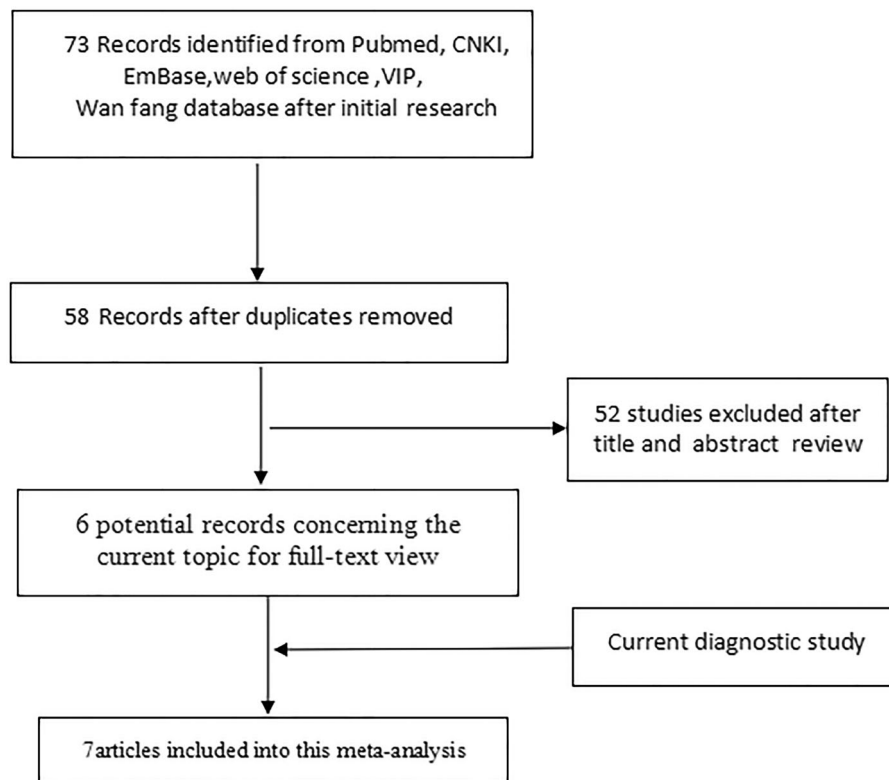 73 Records identified from Pubmed, CNKI,
EmBase,web of science ,VIP,
Wan fang database after initial research
58 Records after duplicates removed
52 studies excluded after
title and abstract review
6 potential records concerning the
current topic for full-text view
Current diagnostic study
7articles included into this meta-analysis